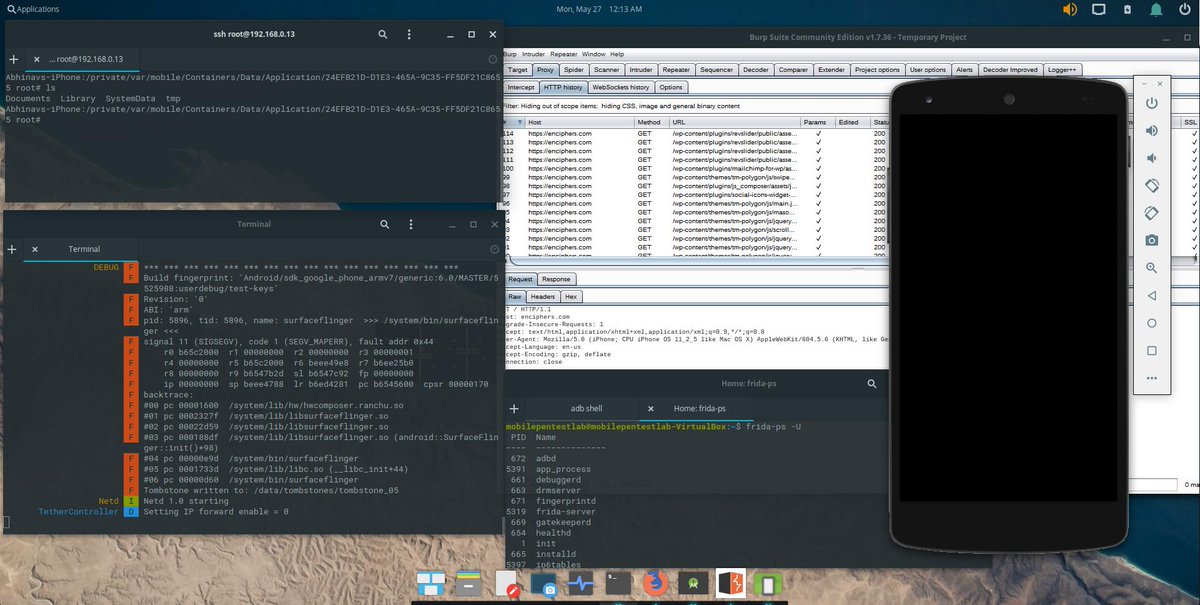 Applications
Mon, May 27 12:13 AM
ssh root@192.168.0.13
... root@192.168.0.13
Abhinavs-iPhone:/private/var/mobile/Containers/Data/Application/24EFB21D-D1E3-465A-9C35-FF5DF21C865
5 root# ls
Documents Library SystemData tmp
Abhinavs-iPhone:/private/var/mobile/Containers/Data/Application/24EFB21D-D1E3-465A-9C35-FF5DF21C865
5 root#
Terminal
Terminal
DEBUG F *** *** *** *** *** *** *** *** *** *** *** *** *** *** *** ***
F Build fingerprint: 'Android/sdk_google_phone_armv7/generic:6.0/MASTER/5
525988:userdebug/test-keys'
F Revision: '0'
F ABI: 'arm'
F pid: 5896, tid: 5896, name: surfaceflinger >>> /system/bin/surfaceflin
ger <<<
F signal 11 (SIGSEGV), code 1 (SEGV_MAPERR), fault addr 0x44
F r0 b65c2000 r1 00000000 r2 00000000 r3 00000001
F r4 00000000 r5 b65c2000 r6 beee49e8 r7 b6ee25b0
F r8 00000000 r9 b6547b2d sl b6547c92 fp 00000000
F ip 00000000 sp beee4788 lr b6ed4281 pc b6545600 cpsr 80000170
F backtrace:
F #00 pc 00001600 /system/lib/hw/hwcomposer.ranchu.so
F #01 pc 0002327f /system/lib/libsurfaceflinger.so
F #02 pc 00022d59 /system/lib/libsurfaceflinger.so
F #03 pc 000188df /system/lib/libsurfaceflinger.so (android::SurfaceFlin
ger::init()+98)
F #04 pc 00000e9d /system/bin/surfaceflinger
F #05 pc 0001733d /system/lib/libc.so (__libc_init+44)
F #06 pc 00000d60 /system/bin/surfaceflinger
F Tombstone written to: /data/tombstones/tombstone_05
Netd I Netd 1.0 starting
TetherController D Setting IP forward enable = 0
Burp Suite Community Edition v1.7.36 - Temporary Project
Burp Intruder Repeater Window Help
Target Proxy Spider Scanner Intruder Repeater Sequencer Decoder Comparer Extender Project options User options Alerts Decoder Improved Logger++
Intercept HTTP history WebSockets history Options
Filter: Hiding out of scope items; hiding CSS, image and general binary content
Host Method URL Params Edited Statu SSL
114 https://enciphers.com GET /wp-content/plugins/revslider/public/asse... ✓ 200
113 https://enciphers.com GET /wp-content/plugins/revslider/public/asse... ✓ 200
112 https://enciphers.com GET /wp-content/plugins/revslider/public/asse... ✓ 200
111 https://enciphers.com GET /wp-content/plugins/revslider/public/asse... ✓ 200
100 https://enciphers.com GET /wp-content/plugins/mailchimp-for-wp/as... ✓ 200
99 https://enciphers.com GET /wp-content/themes/tm-polygon/js/swipe... ✓ 200
98 https://enciphers.com GET /wp-content/plugins/js_composer/assets/j... ✓ 200
97 https://enciphers.com GET /wp-content/plugins/social-icons-widget-... ✓ 200
96 https://enciphers.com GET /wp-content/themes/tm-polygon/js/main.j... ✓ 200
95 https://enciphers.com GET /wp-content/themes/tm-polygon/js/maso... ✓ 200
94 https://enciphers.com GET /wp-content/themes/tm-polygon/js/jquery... ✓ 200
93 https://enciphers.com GET /wp-content/themes/tm-polygon/js/scroll... ✓ 200
92 https://enciphers.com GET /wp-content/themes/tm-polygon/js/jquery... ✓ 200
91 https://enciphers.com GET /wp-content/themes/tm-polygon/js/jquery... ✓ 200
Request Response
Raw Headers Hex
T / HTTP/1.1
st: enciphers.com
grade-Insecure-Requests: 1
cept: text/html,application/xhtml+xml,application/xml;q=0.9,*/*;q=0.8
er-Agent: Mozilla/5.0 (iPhone; CPU iPhone OS 11_2_5 like Mac OS X) AppleWebKit/604.5.6 (KHTML, like Ge
cept-Language: en-us
cept-Encoding: gzip, deflate
nnection: close
0 ma
Home: frida-ps
adb shell
Home: frida-ps
mobilepentestlab@mobilepentestlab-VirtualBox:~$ frida-ps -U
PID Name
---- ---------------
672 adbd
5391 app_process
661 debuggerd
663 drmserver
671 fingerprintd
5319 frida-server
669 gatekeeperd
654 healthd
1 init
665 installd
5397 ip6tables